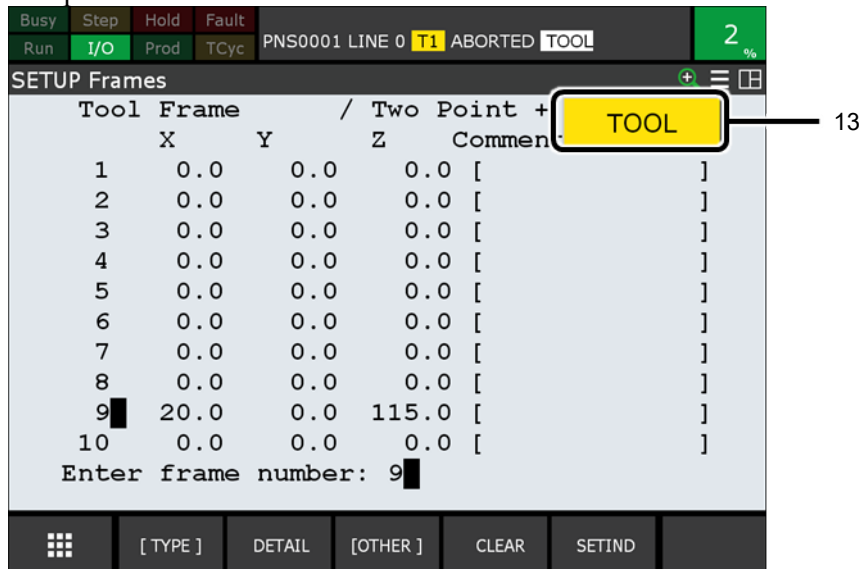 Busy Step Hold Fault
Run I/O Prod TCyc PNS0001 LINE 0 T1 ABORTED TOOL 2 %
SETUP Frames
Tool Frame / Two Point +
TOOL 13
X Y Z Commen
1 0.0 0.0 0.0 [ ]
2 0.0 0.0 0.0 [ ]
3 0.0 0.0 0.0 [ ]
4 0.0 0.0 0.0 [ ]
5 0.0 0.0 0.0 [ ]
6 0.0 0.0 0.0 [ ]
7 0.0 0.0 0.0 [ ]
8 0.0 0.0 0.0 [ ]
9 20.0 0.0 115.0 [ ]
10 0.0 0.0 0.0 [ ]
Enter frame number: 9
[ TYPE ] DETAIL [OTHER ] CLEAR SETIND